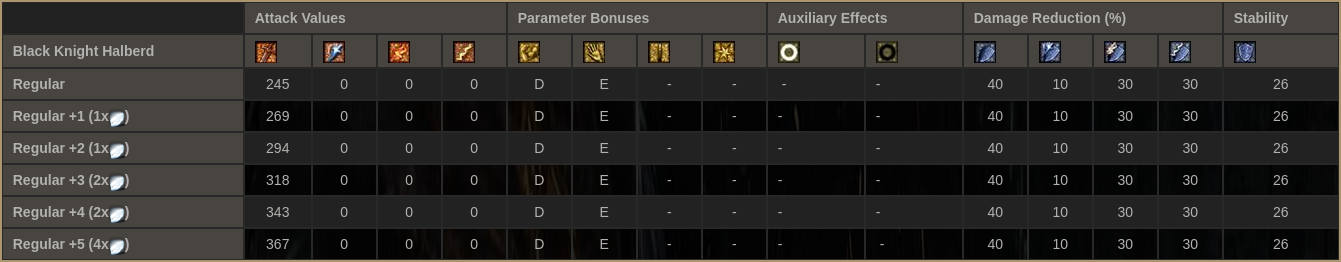 Attack Values Parameter Bonuses Auxiliary Effects Damage Reduction (%) Stability
Black Knight Halberd
Regular 245 0 0 0 D E - - - - 40 10 30 30 26
Regular +1 (1x) 269 0 0 0 D E - - - - 40 10 30 30 26
Regular +2 (1x) 294 0 0 0 D E - - - - 40 10 30 30 26
Regular +3 (2x) 318 0 0 0 D E - - - - 40 10 30 30 26
Regular +4 (2x) 343 0 0 0 D E - - - - 40 10 30 30 26
Regular +5 (4x) 367 0 0 0 D E - - - - 40 10 30 30 26